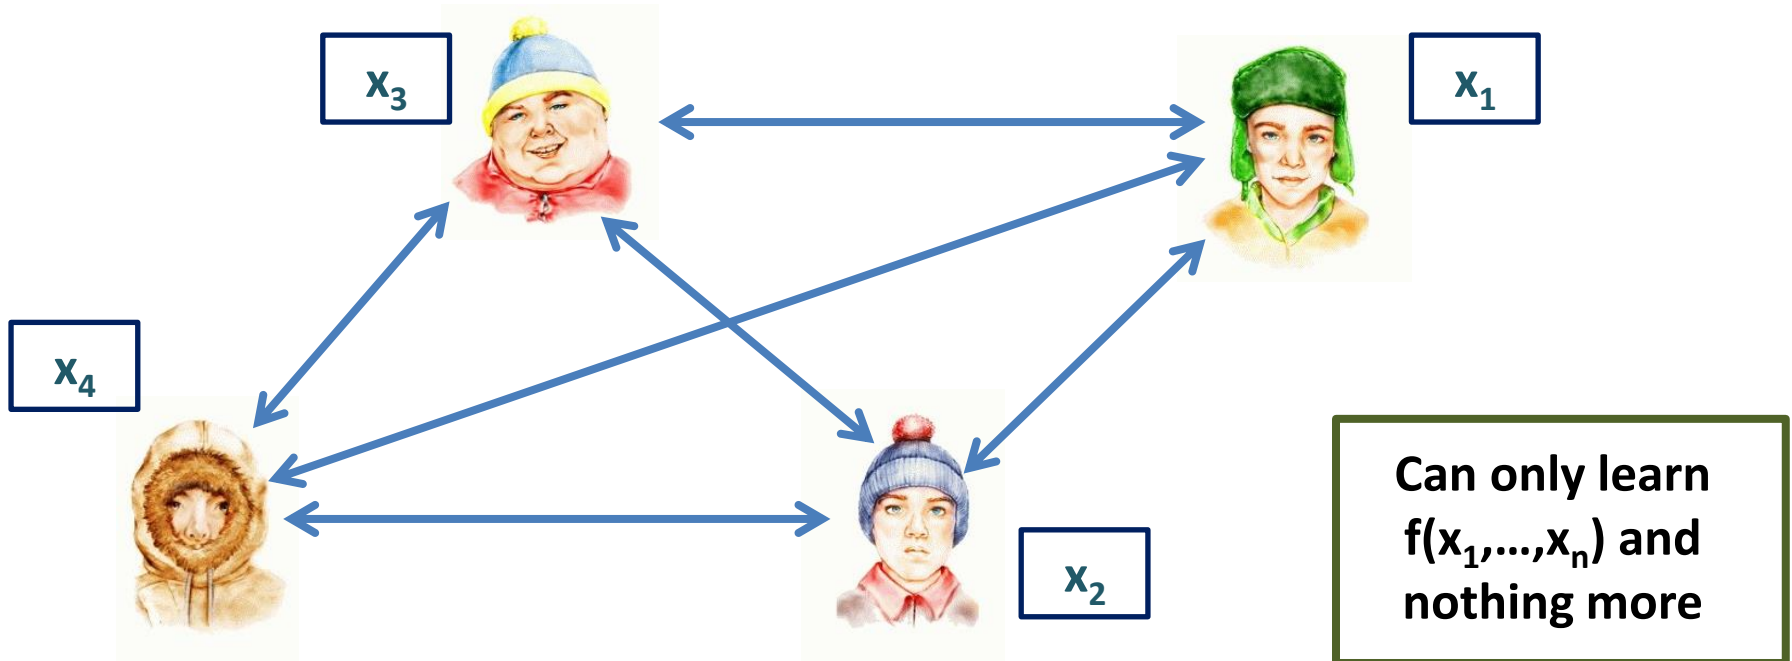 x₃
x₁
x₄
x₂
Can only learn
f(x₁,...,xₙ) and
nothing more